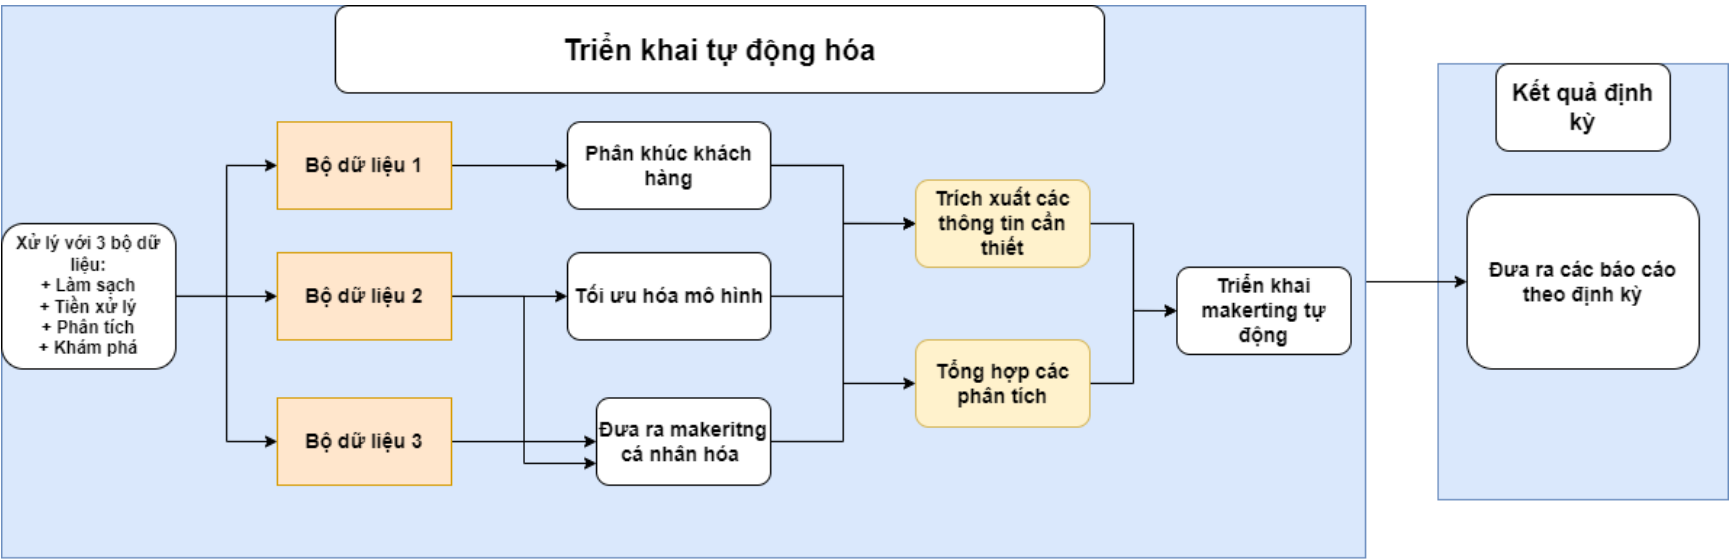 Triển khai tự động hóa
Kết quả định
kỳ
Bộ dữ liệu 1
Phân khúc khách
hàng
Trích xuất các
thông tin cần
thiết
Xử lý với 3 bộ dữ
liệu:
+ Làm sạch
+ Tiền xử lý
+ Phân tích
+ Khám phá
Bộ dữ liệu 2
Tối ưu hóa mô hình
Triển khai
makerting tự
động
Đưa ra các báo cáo
theo định kỳ
Tổng hợp các
phân tích
Bộ dữ liệu 3
Đưa ra makeritng
cá nhân hóa